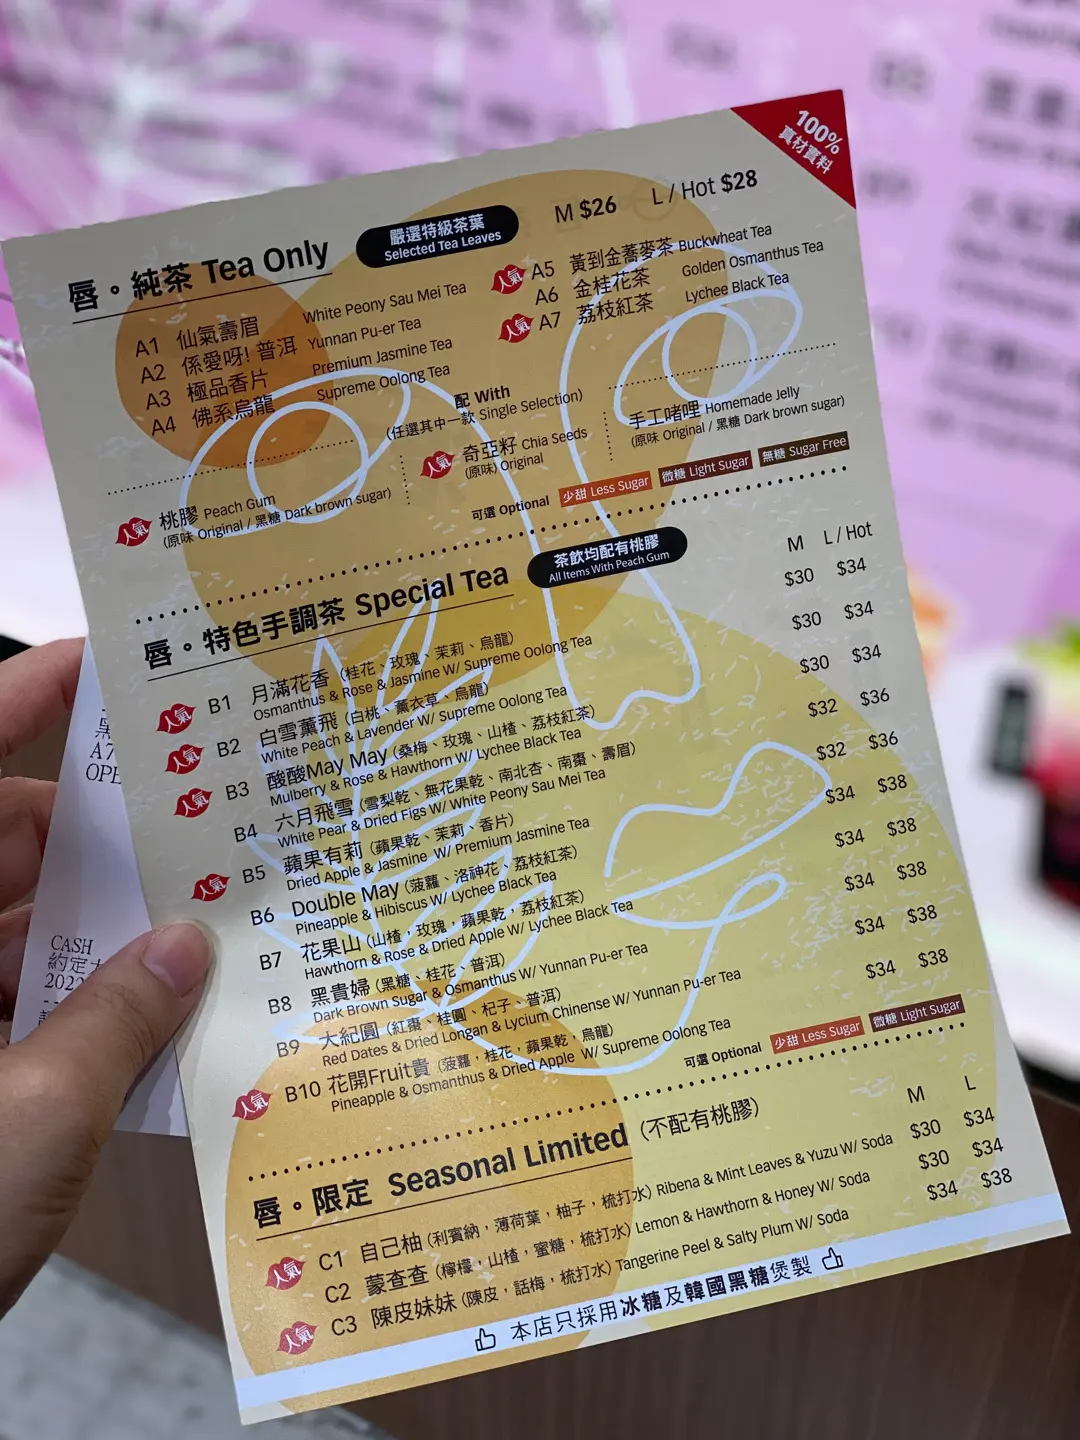 100%
真材實料
唇。純茶 Tea Only
嚴選特級茶葉
Selected Tea Leaves
M $26 L / Hot $28
A1 仙氣壽眉 White Peony Sau Mei Tea
A2 係愛呀! 普洱 Yunnan Pu-er Tea
A3 極品香片 Premium Jasmine Tea
A4 佛系烏龍 Supreme Oolong Tea
人氣 A5 黃到金蕎麥茶 Buckwheat Tea
A6 金桂花茶 Golden Osmanthus Tea
人氣 A7 荔枝紅茶 Lychee Black Tea
配 With
(任選其中一款 Single Selection)
人氣 桃膠 Peach Gum
(原味 Original / 黑糖 Dark brown sugar)
人氣 奇亞籽 Chia Seeds
(原味) Original
手工啫哩 Homemade Jelly
(原味 Original / 黑糖 Dark brown sugar)
可選 Optional 少甜 Less Sugar 微糖 Light Sugar 無糖 Sugar Free
唇。特色手調茶 Special Tea
茶飲均配有桃膠
All Items With Peach Gum
M L / Hot
人氣 B1 月滿花香 (桂花、玫瑰、茉莉、烏龍) $30 $34
Osmanthus & Rose & Jasmine W/ Supreme Oolong Tea
人氣 B2 白雪薰飛 (白桃、薰衣草、烏龍) $30 $34
White Peach & Lavender W/ Supreme Oolong Tea
人氣 B3 酸酸May May (桑梅、玫瑰、山楂、荔枝紅茶) $30 $34
Mulberry & Rose & Hawthorn W/ Lychee Black Tea
B4 六月飛雪 (雪梨乾、無花果乾、南北杏、南棗、壽眉) $32 $36
White Pear & Dried Figs W/ White Peony Sau Mei Tea
人氣 B5 蘋果有莉 (蘋果乾、茉莉、香片) $32 $36
Dried Apple & Jasmine W/ Premium Jasmine Tea
B6 Double May (菠蘿、洛神花、荔枝紅茶) $34 $38
Pineapple & Hibiscus W/ Lychee Black Tea
B7 花果山 (山楂，玫瑰，蘋果乾，荔枝紅茶) $34 $38
Hawthorn & Rose & Dried Apple W/ Lychee Black Tea
B8 黑貴婦 (黑糖、桂花、普洱) $34 $38
Dark Brown Sugar & Osmanthus W/ Yunnan Pu-er Tea
B9 大紀圓 (紅棗、桂圓、杞子、普洱) $34 $38
Red Dates & Dried Longan & Lycium Chinense W/ Yunnan Pu-er Tea
人氣 B10 花開Fruit貴 (菠蘿，桂花，蘋果乾，烏龍) $34 $38
Pineapple & Osmanthus & Dried Apple W/ Supreme Oolong Tea
可選 Optional 少甜 Less Sugar 微糖 Light Sugar
唇。限定 Seasonal Limited (不配有桃膠)
M L
人氣 C1 自己柚 (利賓納，薄荷葉，柚子，梳打水) Ribena & Mint Leaves & Yuzu W/ Soda $30 $34
C2 蒙查查 (檸檬，山楂，蜜糖，梳打水) Lemon & Hawthorn & Honey W/ Soda $30 $34
人氣 C3 陳皮妹妹 (陳皮，話梅，梳打水) Tangerine Peel & Salty Plum W/ Soda $34 $38
本店只採用冰糖及韓國黑糖煲製
A7
OPE
CASH
約定